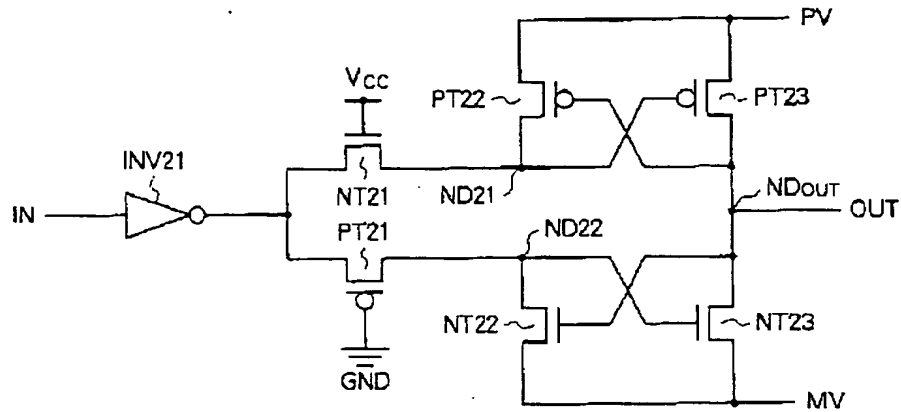 PV
VCC
PT22
PT23
INV21
NT21
ND21
NDOUT
IN
OUT
PT21
ND22
NT22
NT23
GND
MV